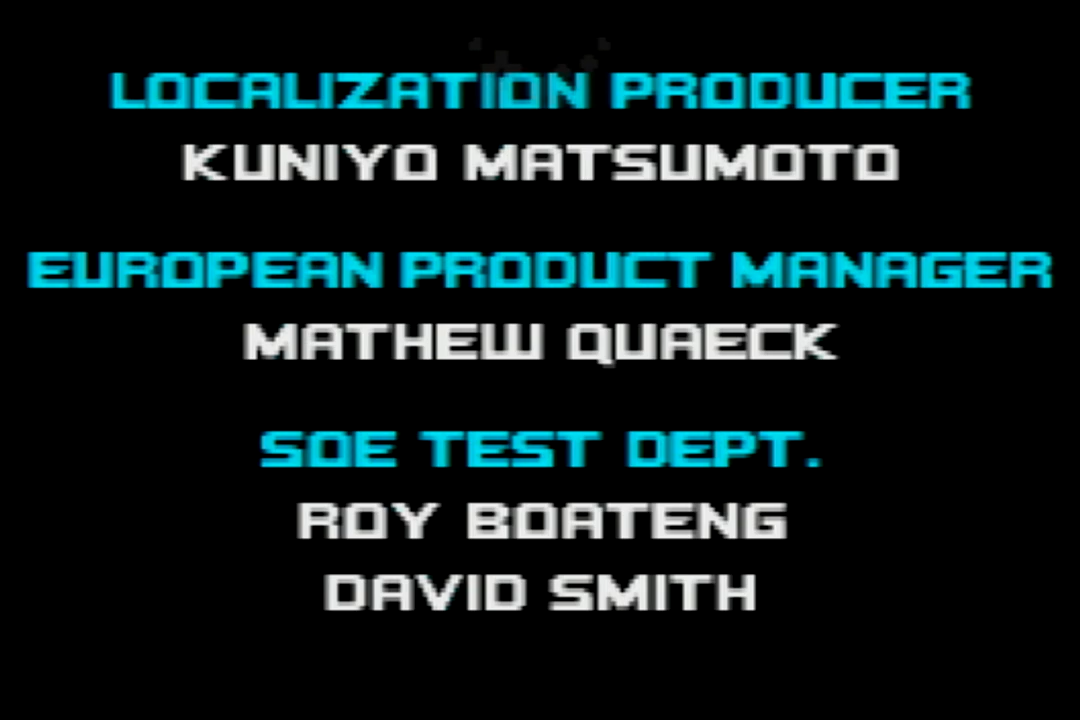 LOCALIZATION PRODUCER
KUNIYO MATSUMOTO
EUROPEAN PRODUCT MANAGER
MATHEW QUAECK
SOE TEST DEPT.
ROY BOATENG
DAVID SMITH